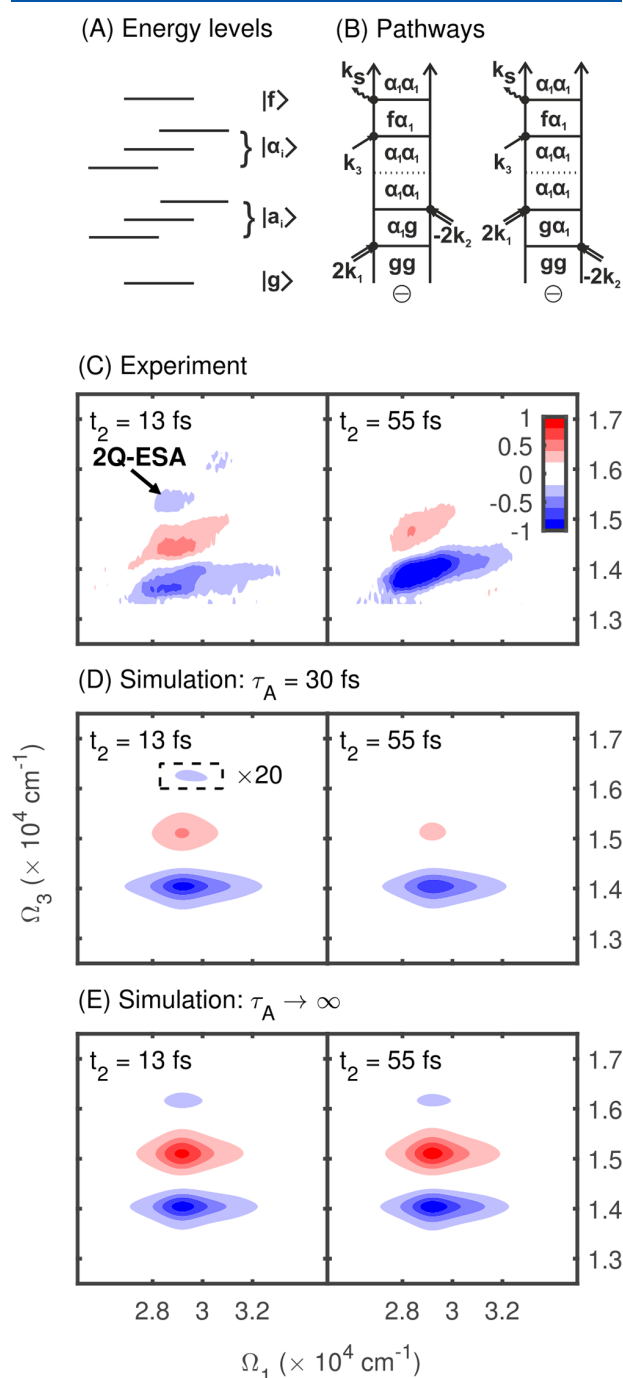 (A) Energy levels
|f⟩
} |αᵢ⟩
} |aᵢ⟩
|g⟩
(B) Pathways
kS α₁α₁
fα₁
k₃ α₁α₁
α₁α₁
α₁g -2k₂
2k₁ gg
⊖
kS α₁α₁
fα₁
k₃ α₁α₁
α₁α₁
2k₁ gα₁
gg -2k₂
⊖
(C) Experiment
t₂ = 13 fs
2Q-ESA
t₂ = 55 fs
1
0.5
0
-0.5
-1
1.7
1.6
1.5
1.4
1.3
(D) Simulation: τA = 30 fs
t₂ = 13 fs
×20
t₂ = 55 fs
1.7
1.6
1.5
1.4
1.3
Ω₃ (× 10⁴ cm⁻¹)
(E) Simulation: τA → ∞
t₂ = 13 fs
t₂ = 55 fs
1.7
1.6
1.5
1.4
1.3
2.8 3 3.2 2.8 3 3.2
Ω₁ (× 10⁴ cm⁻¹)